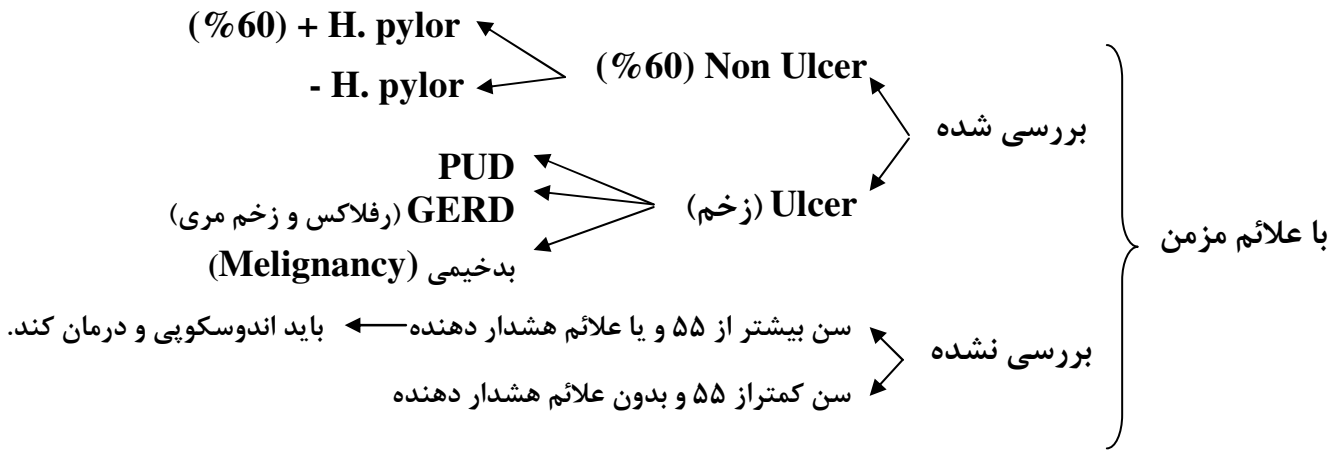 با علائم مزمن
بررسی شده
(%60) Non Ulcer
(%60) + H. pylor
- H. pylor
Ulcer (زخم)
PUD
GERD (رفلاکس و زخم مری)
بدخیمی (Melignancy)
بررسی نشده
سن بیشتر از ۵۵ و یا علائم هشدار دهنده
باید اندوسکوپی و درمان کند.
سن کمتراز ۵۵ و بدون علائم هشدار دهنده